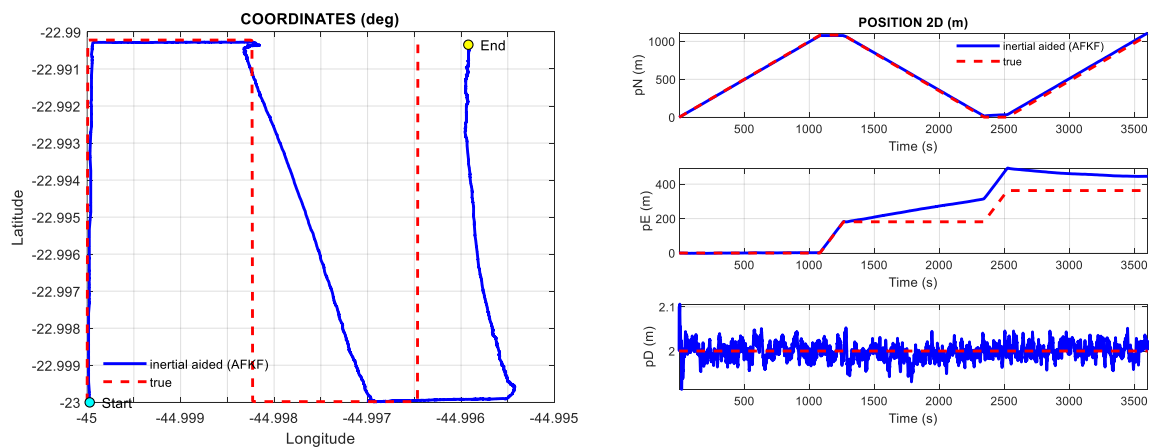 COORDINATES (deg)
-22.99
-22.991
-22.992
-22.993
-22.994
-22.995
-22.996
-22.997
-22.998
-22.999
-23
Latitude
End
inertial aided (AFKF)
true
Start
-45
-44.999
-44.998
-44.997
-44.996
-44.995
Longitude
POSITION 2D (m)
1000
500
0
pN (m)
inertial aided (AFKF)
true
500
1000
1500
2000
2500
3000
3500
Time (s)
400
200
0
pE (m)
500
1000
1500
2000
2500
3000
3500
Time (s)
2.1
2
pD (m)
500
1000
1500
2000
2500
3000
3500
Time (s)